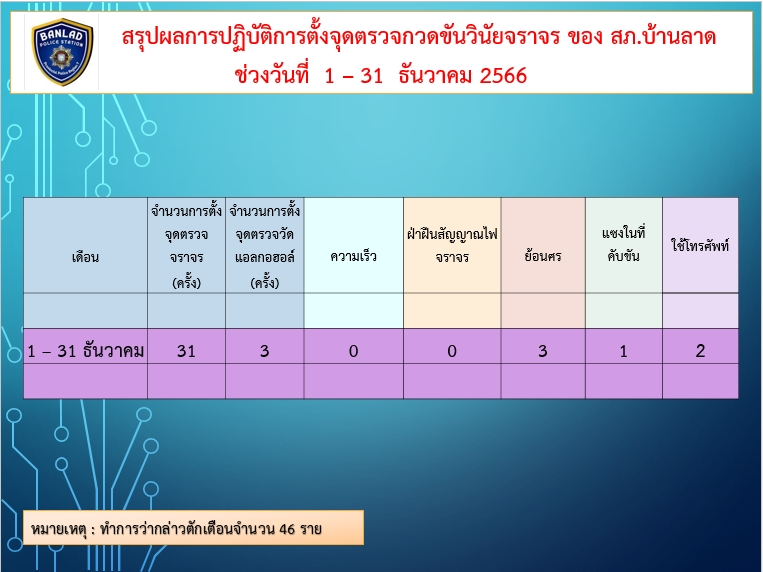 BANLAD
POLICE STATION
สรุปผลการปฏิบัติการตั้งจุดตรวจกวดขันวินัยจราจร ของ สภ.บ้านลาด
ช่วงวันที่ 1 – 31 ธันวาคม 2566
เดือน
จำนวนการตั้ง
จุดตรวจ
จราจร
(ครั้ง)
จำนวนการตั้ง
จุดตรวจวัด
แอลกอฮอล์
(ครั้ง)
ความเร็ว
ฝ่าฝืนสัญญาณไฟ
จราจร
ย้อนศร
แซงในที่
คับขัน
ใช้โทรศัพท์
1 – 31 ธันวาคม 31 3 0 0 3 1 2
หมายเหตุ : ทำการว่ากล่าวตักเตือนจำนวน 46 ราย